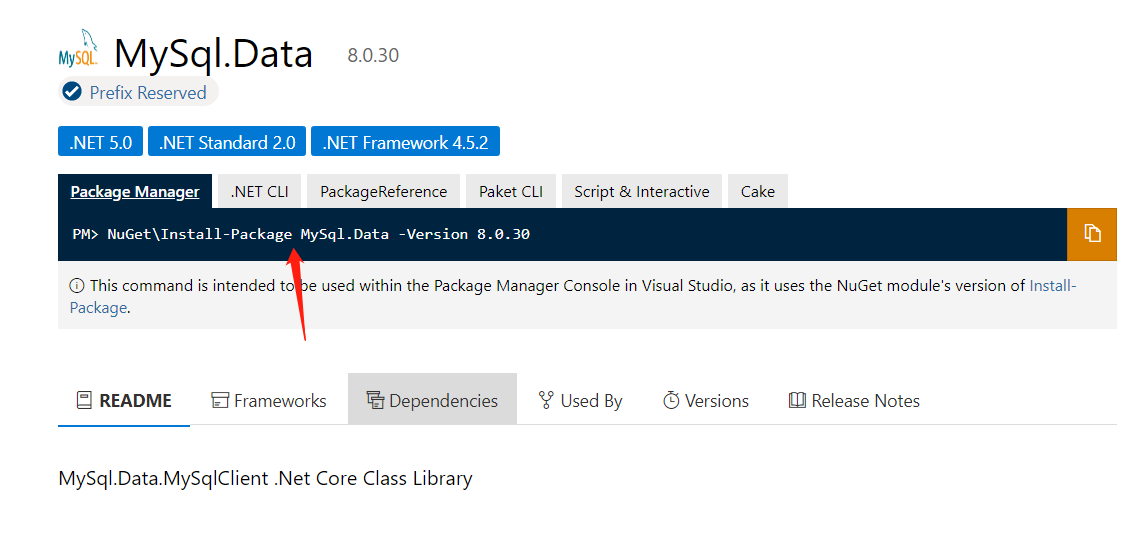 MySQL MySql.Data 8.0.30
Prefix Reserved
.NET 5.0 .NET Standard 2.0 .NET Framework 4.5.2
Package Manager .NET CLI PackageReference Paket CLI Script & Interactive Cake
PM> NuGet\Install-Package MySql.Data -Version 8.0.30
This command is intended to be used within the Package Manager Console in Visual Studio, as it uses the NuGet module's version of Install-
Package.
README Frameworks Dependencies Used By Versions Release Notes
MySql.Data.MySqlClient .Net Core Class Library